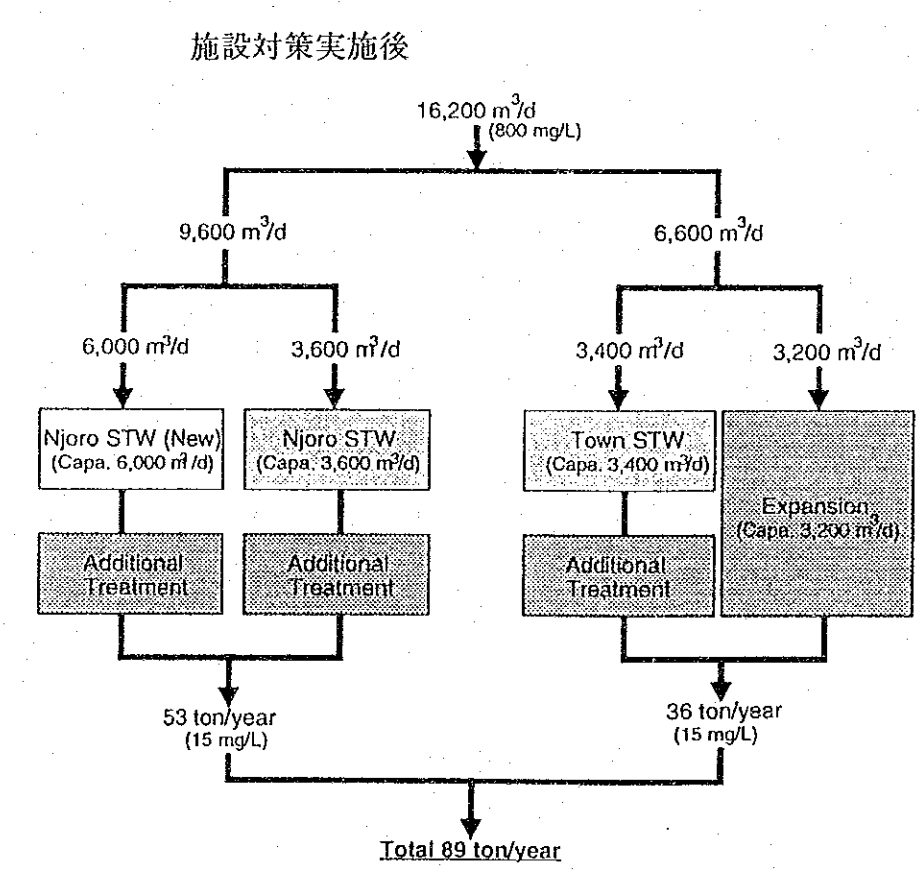 施設対策実施後
16,200 m³/d
(800 mg/L)
9,600 m³/d
6,600 m³/d
6,000 m³/d
3,600 m³/d
3,400 m³/d
3,200 m³/d
Njoro STW (New)
(Capa. 6,000 m³/d)
Njoro STW
(Capa. 3,600 m³/d)
Town STW
(Capa. 3,400 m³/d)
Expansion
(Capa. 3,200 m³/d)
Additional
Treatment
Additional
Treatment
Additional
Treatment
53 ton/year
(15 mg/L)
36 ton/year
(15 mg/L)
Total 89 ton/year